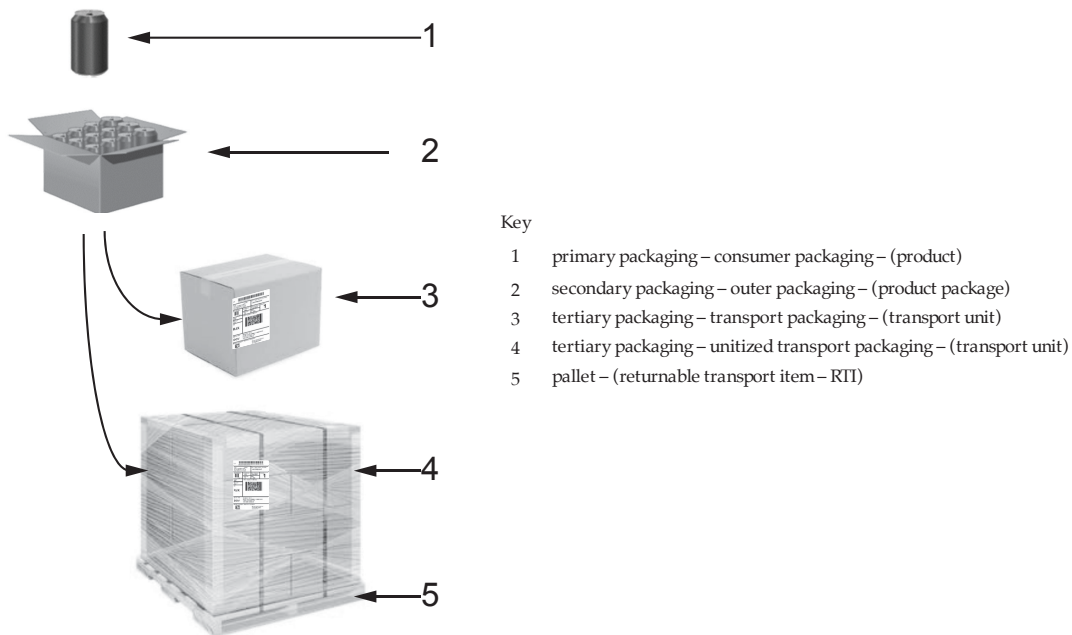 1
2
3
4
5
Key
1 primary packaging – consumer packaging – (product)
2 secondary packaging – outer packaging – (product package)
3 tertiary packaging – transport packaging – (transport unit)
4 tertiary packaging – unitized transport packaging – (transport unit)
5 pallet – (returnable transport item – RTI)